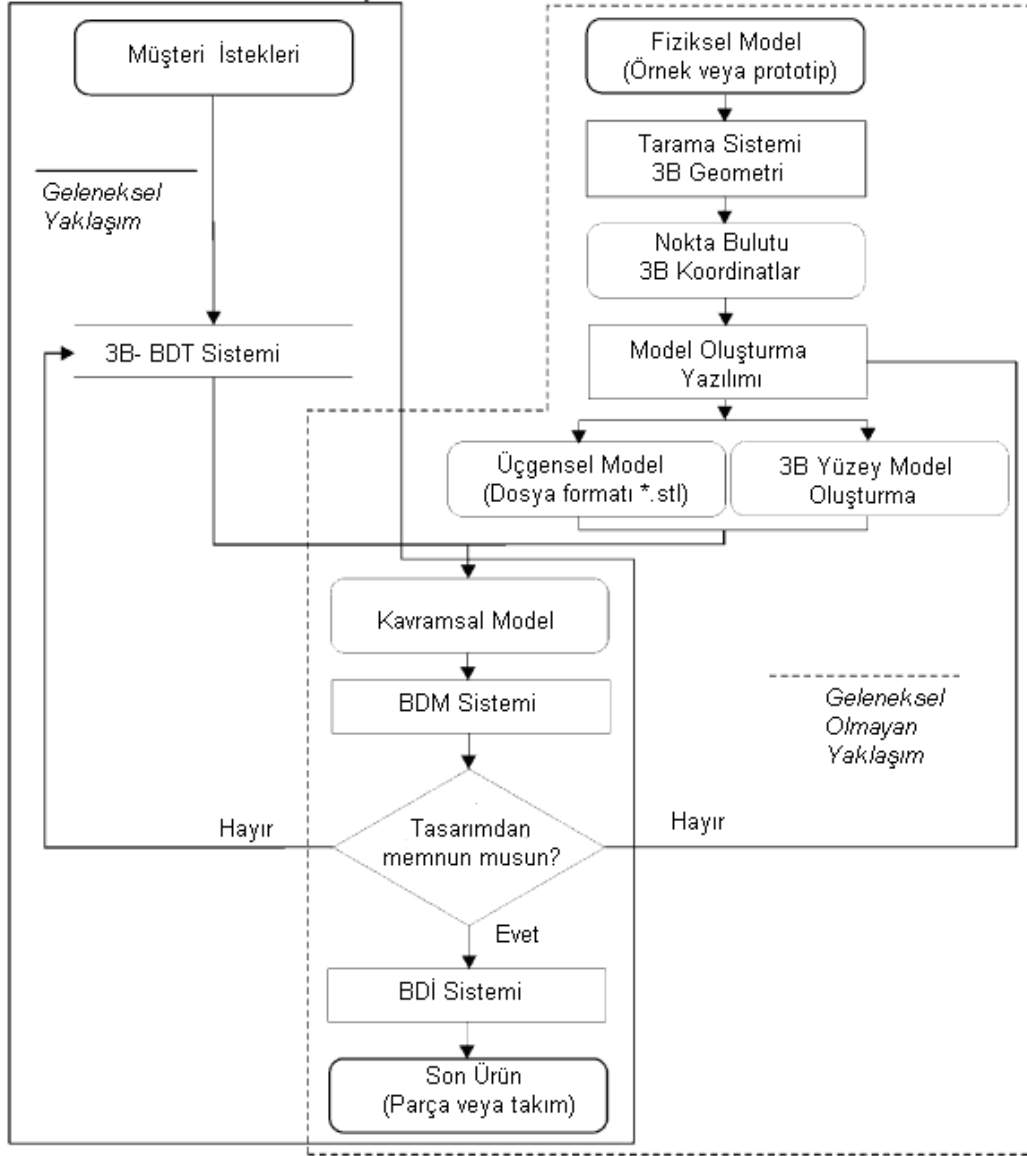 Müşteri İstekleri
Geleneksel
Yaklaşım
3B- BDT Sistemi
Fiziksel Model
(Örnek veya prototip)
Tarama Sistemi
3B Geometri
Nokta Bulutu
3B Koordinatlar
Model Oluşturma
Yazılımı
Üçgensel Model
(Dosya formatı *.stl)
3B Yüzey Model
Oluşturma
Kavramsal Model
BDM Sistemi
Geleneksel
Olmayan
Yaklaşım
Hayır
Tasarımdan
memnun musun?
Hayır
Evet
BDİ Sistemi
Son Ürün
(Parça veya takım)